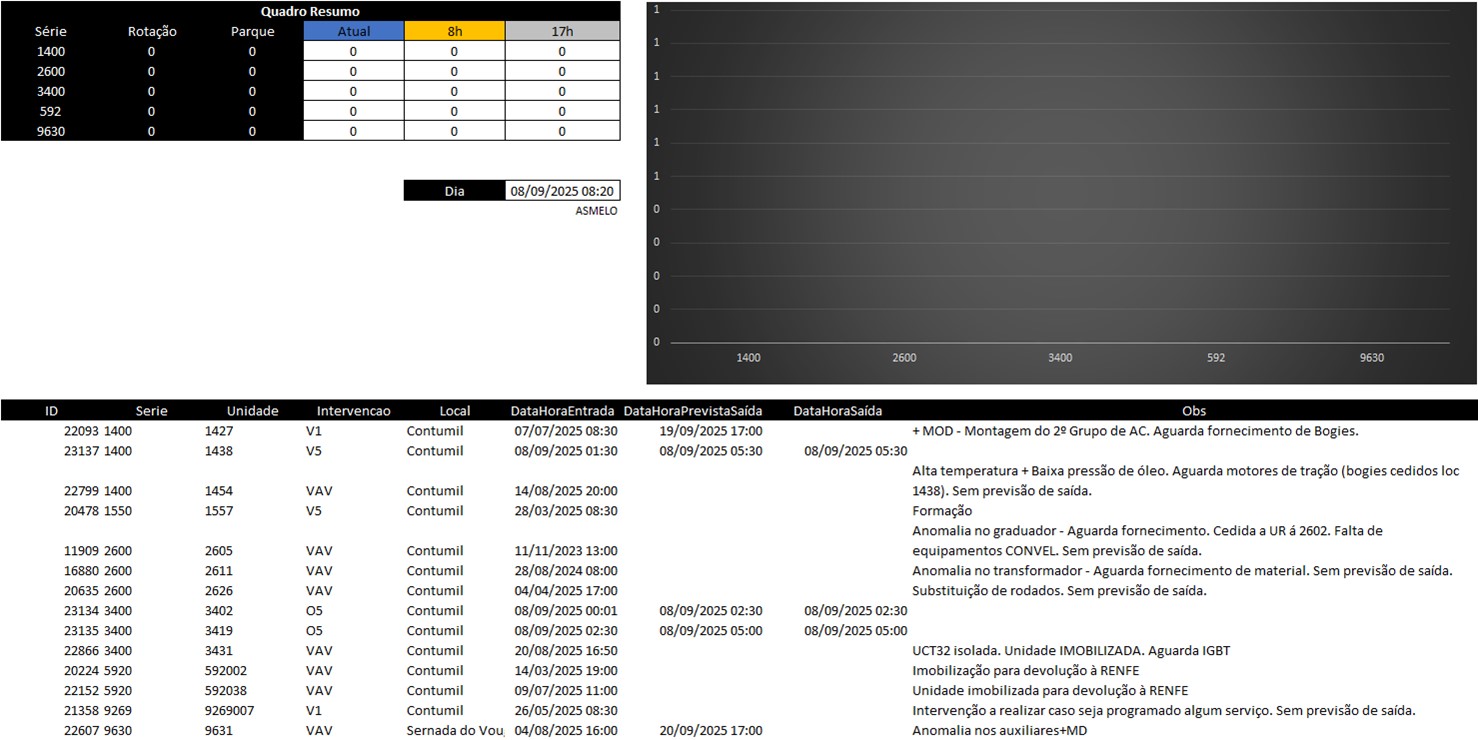 Quadro Resumo
Série Rotação Parque Atual 8h 17h
1400 0 0 0 0 0
2600 0 0 0 0 0
3400 0 0 0 0 0
592 0 0 0 0 0
9630 0 0 0 0 0
Dia 08/09/2025 08:20
ASMELO
1
1
1
1
1
1
0
0
0
0
0
1400 2600 3400 592 9630
ID Serie Unidade Intervencao Local DataHoraEntrada DataHoraPrevistaSaída DataHoraSaída Obs
22093 1400 1427 V1 Contumil 07/07/2025 08:30 19/09/2025 17:00 + MOD - Montagem do 2º Grupo de AC. Aguarda fornecimento de Bogies.
23137 1400 1438 V5 Contumil 08/09/2025 01:30 08/09/2025 05:30 08/09/2025 05:30
Alta temperatura + Baixa pressão de óleo. Aguarda motores de tração (bogies cedidos loc
22799 1400 1454 VAV Contumil 14/08/2025 20:00 1438). Sem previsão de saída.
20478 1550 1557 V5 Contumil 28/03/2025 08:30 Formação
Anomalia no graduador - Aguarda fornecimento. Cedida a UR á 2602. Falta de
11909 2600 2605 VAV Contumil 11/11/2023 13:00 equipamentos CONVEL. Sem previsão de saída.
16880 2600 2611 VAV Contumil 28/08/2024 08:00 Anomalia no transformador - Aguarda fornecimento de material. Sem previsão de saída.
20635 2600 2626 VAV Contumil 04/04/2025 17:00 Substituição de rodados. Sem previsão de saída.
23134 3400 3402 O5 Contumil 08/09/2025 00:01 08/09/2025 02:30 08/09/2025 02:30
23135 3400 3419 O5 Contumil 08/09/2025 02:30 08/09/2025 05:00 08/09/2025 05:00
22866 3400 3431 VAV Contumil 20/08/2025 16:50 UCT32 isolada. Unidade IMOBILIZADA. Aguarda IGBT
20224 5920 592002 VAV Contumil 14/03/2025 19:00 Imobilização para devolução à RENFE
22152 5920 592038 VAV Contumil 09/07/2025 11:00 Unidade imobilizada para devolução à RENFE
21358 9269 9269007 V1 Contumil 26/05/2025 08:30 Intervenção a realizar caso seja programado algum serviço. Sem previsão de saída.
22607 9630 9631 VAV Sernada do Vou 04/08/2025 16:00 20/09/2025 17:00 Anomalia nos auxiliares+MD